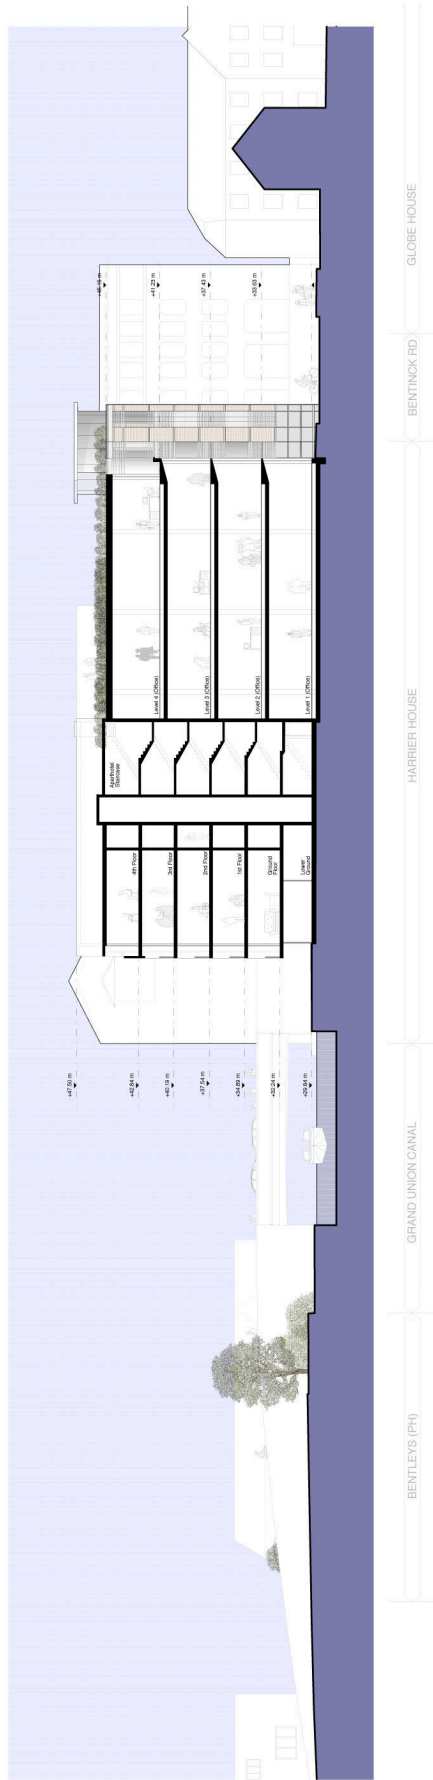 +47.50 m
+42.84 m
+40.19 m
+37.54 m
+34.89 m
+32.24 m
+29.84 m
4th Floor
3rd Floor
2nd Floor
1st Floor
Ground
Floor
Lower
Ground
Aparthotel
Staircase
Level 4 (Office)
Level 3 (Office)
Level 2 (Office)
Level 1 (Office)
+41.23 m
+37.43 m
+33.63 m
BENTLEYS (PH)
GRAND UNION CANAL
HARRIER HOUSE
BENTINCK RD
GLOBE HOUSE